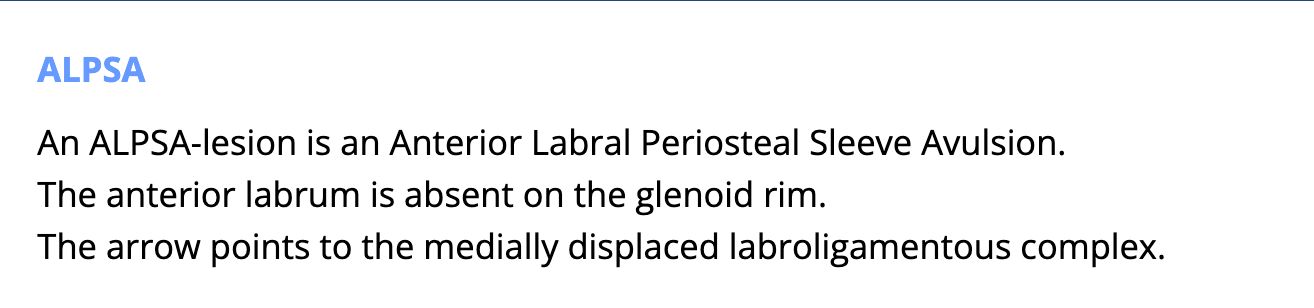 ALPSA
An ALPSA-lesion is an Anterior Labral Periosteal Sleeve Avulsion.
The anterior labrum is absent on the glenoid rim.
The arrow points to the medially displaced labroligamentous complex.